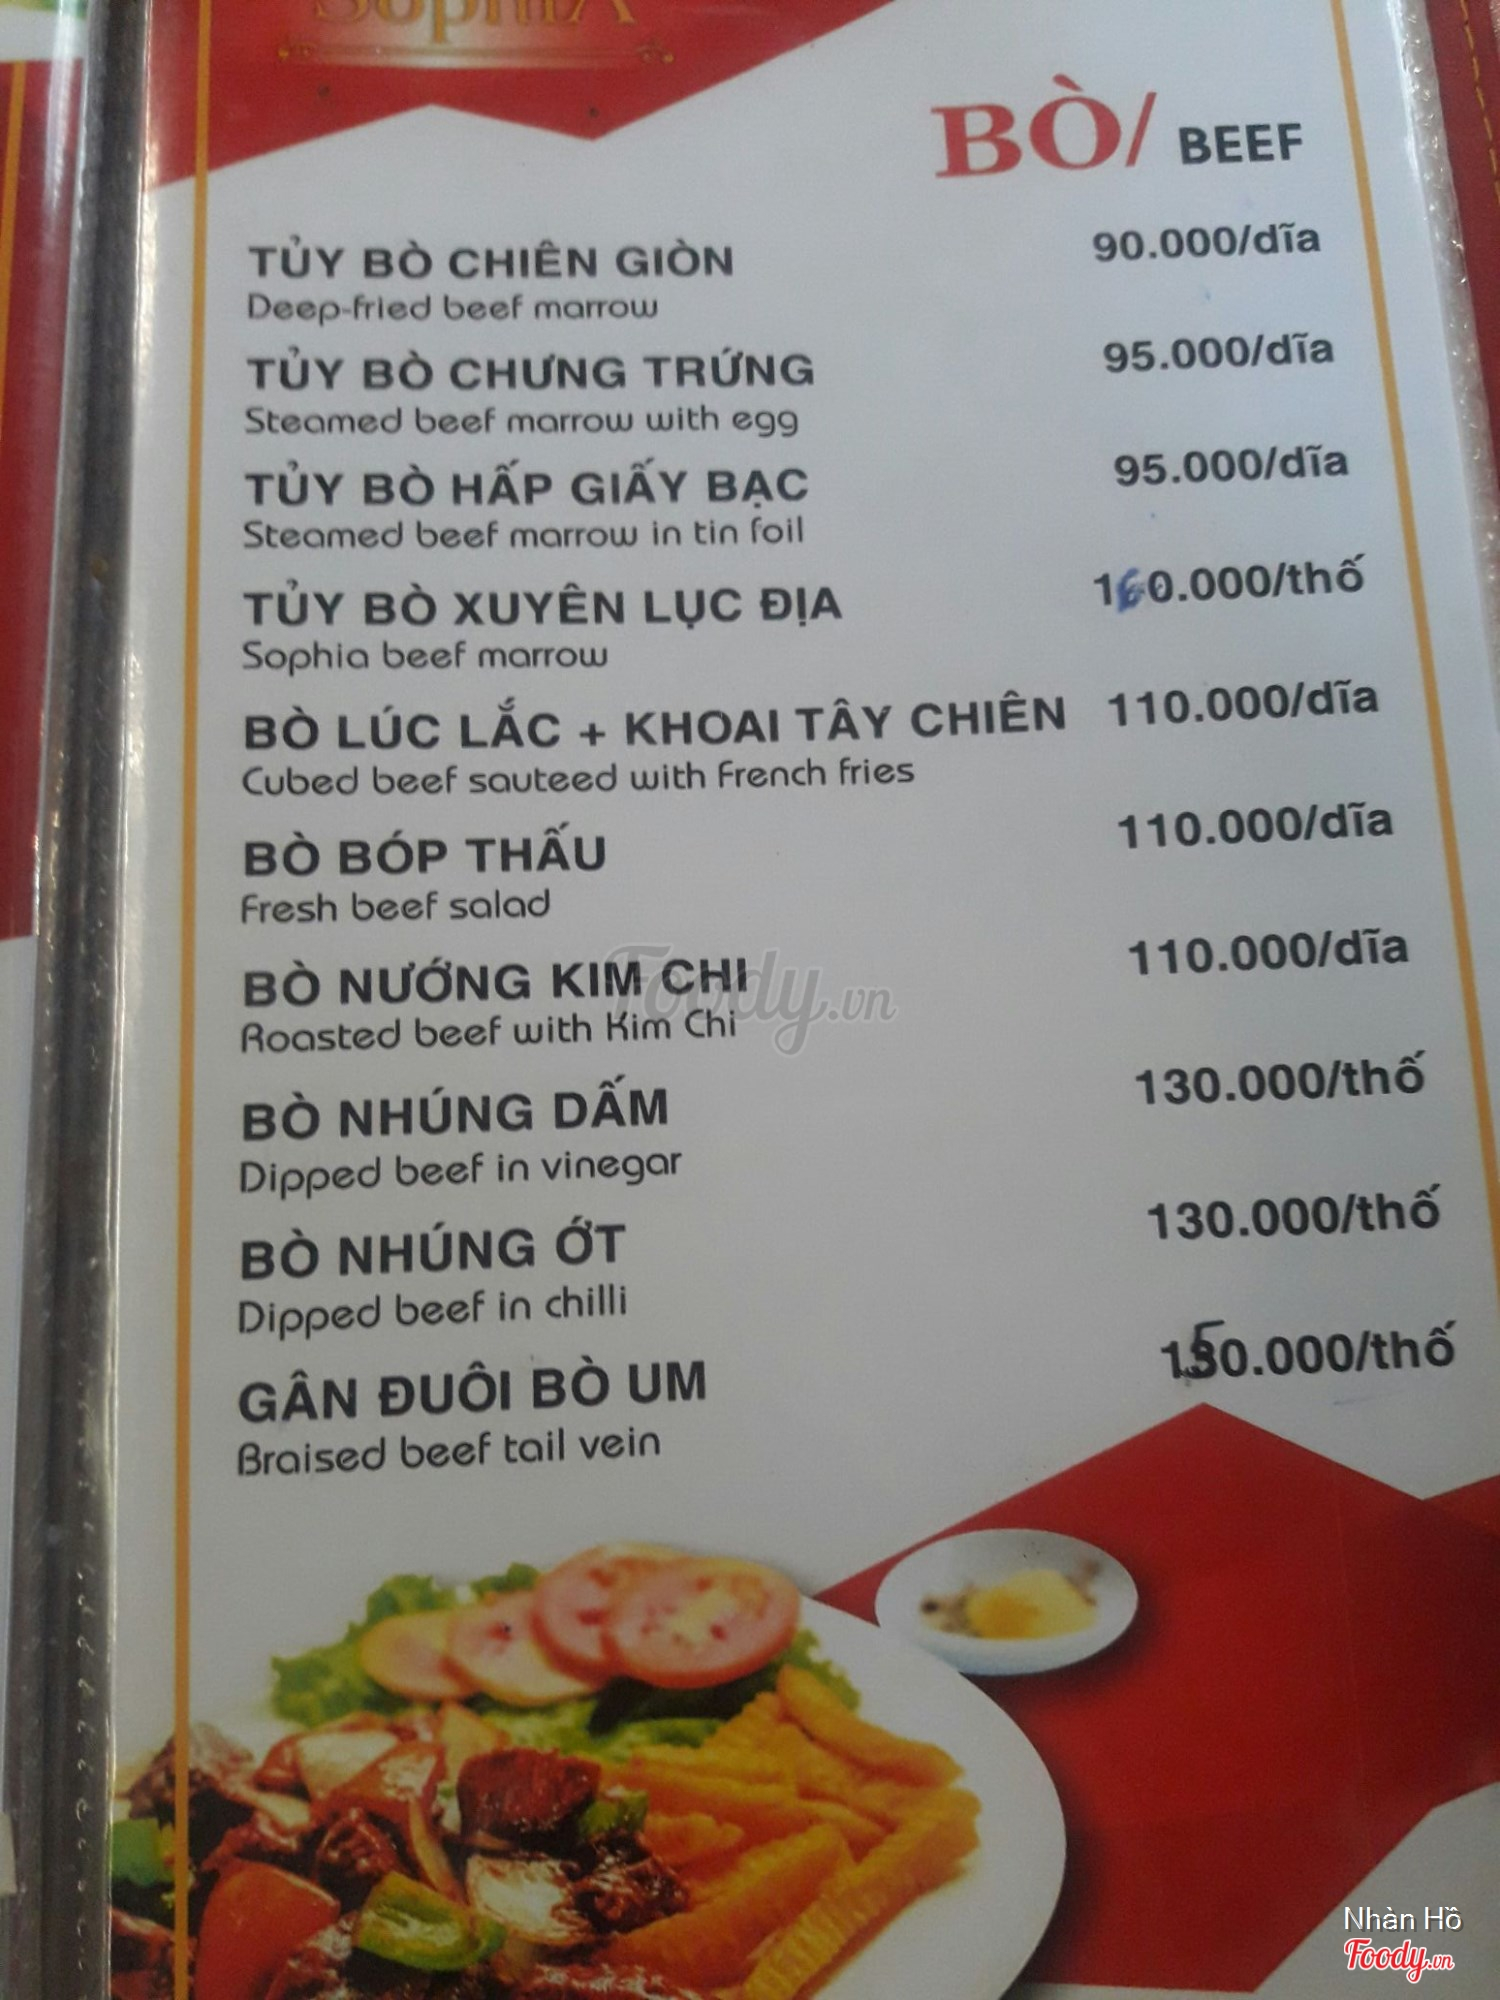 Sophia
BÒ/ BEEF
TỦY BÒ CHIÊN GIÒN 90.000/dĩa
Deep-fried beef marrow
TỦY BÒ CHƯNG TRỨNG 95.000/dĩa
Steamed beef marrow with egg
TỦY BÒ HẤP GIẤY BẠC 95.000/dĩa
Steamed beef marrow in tin foil
TỦY BÒ XUYÊN LỤC ĐỊA 160.000/thố
Sophia beef marrow
BÒ LÚC LẮC + KHOAI TÂY CHIÊN 110.000/dĩa
Cubed beef sauteed with French fries
BÒ BÓP THẤU 110.000/dĩa
Fresh beef salad
BÒ NƯỚNG KIM CHI 110.000/dĩa
Roasted beef with Kim Chi
Foody.vn
BÒ NHÚNG DẤM 130.000/thố
Dipped beef in vinegar
BÒ NHÚNG ỚT 130.000/thố
Dipped beef in chilli
GÂN ĐUÔI BÒ UM 150.000/thố
Braised beef tail vein
Nhàn Hồ
Foody.vn